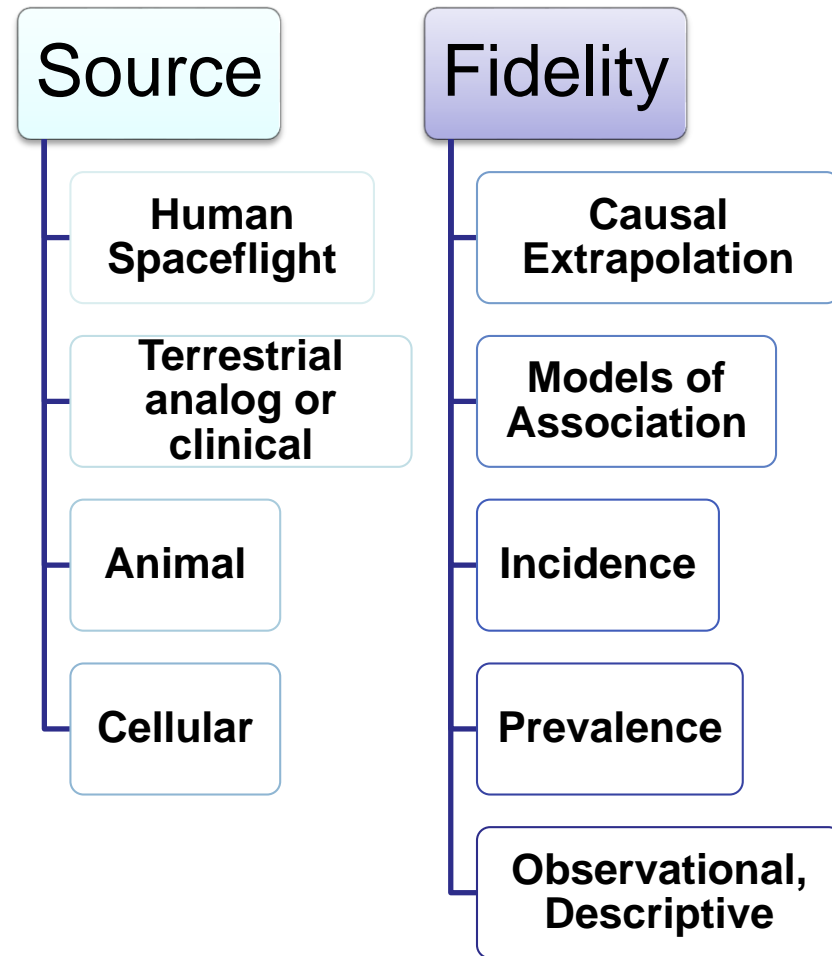 Source
Human
Spaceflight
Terrestrial
analog or
clinical
Animal
Cellular
Fidelity
Causal
Extrapolation
Models of
Association
Incidence
Prevalence
Observational,
Descriptive